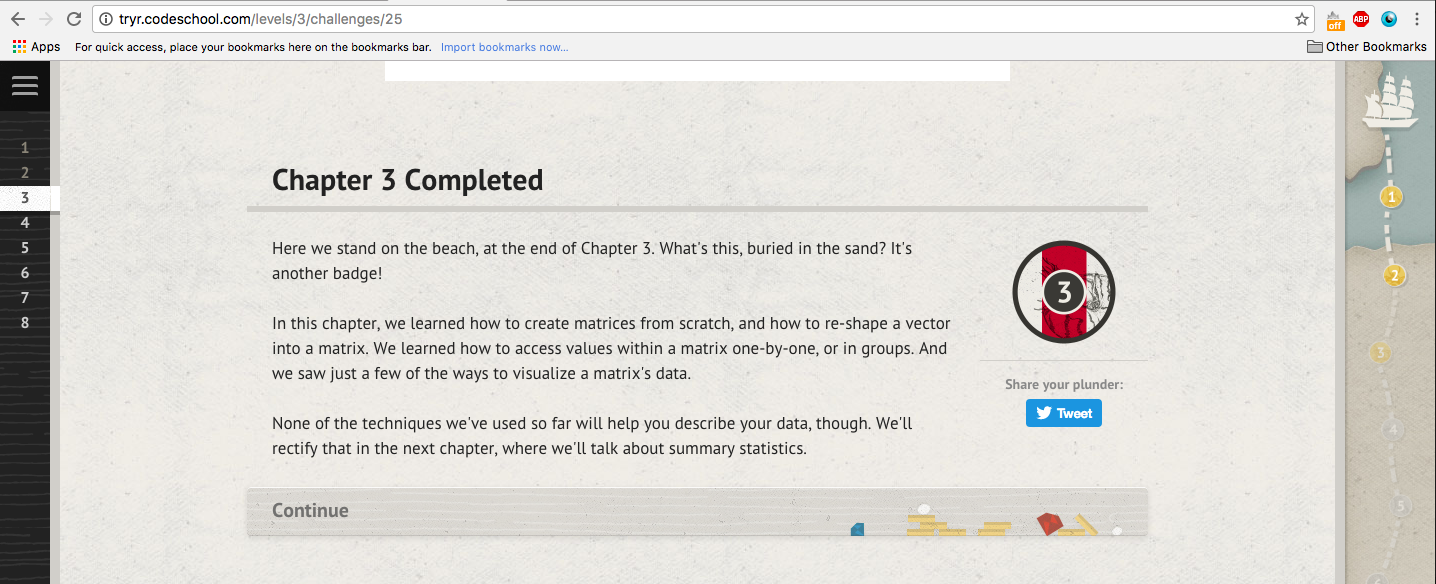 tryr.codeschool.com/levels/3/challenges/25
off
ABP
Apps
For quick access, place your bookmarks here on the bookmarks bar. Import bookmarks now...
Other Bookmarks
1
2
3
4
5
6
7
8
Chapter 3 Completed
Here we stand on the beach, at the end of Chapter 3. What's this, buried in the sand? It's
another badge!
In this chapter, we learned how to create matrices from scratch, and how to re-shape a vector
into a matrix. We learned how to access values within a matrix one-by-one, or in groups. And
we saw just a few of the ways to visualize a matrix's data.
None of the techniques we've used so far will help you describe your data, though. We'll
rectify that in the next chapter, where we'll talk about summary statistics.
3
Share your plunder:
Tweet
Continue
1
2
3
4
5